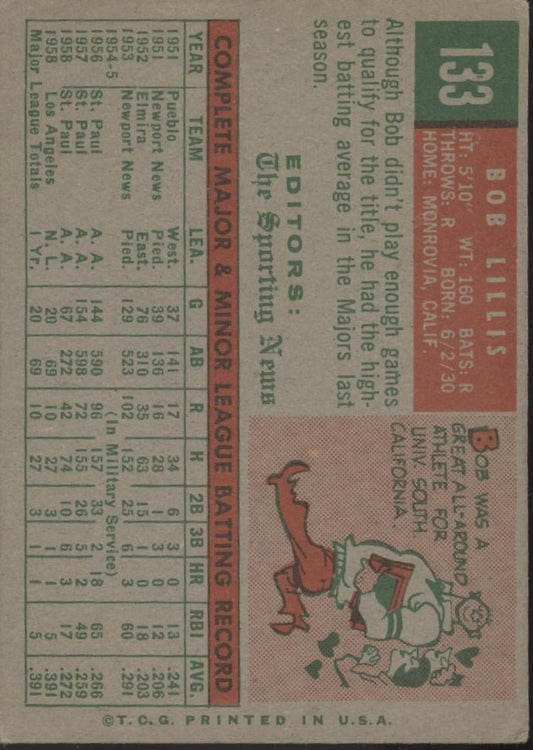 133
BOB LILLIS
HT: 5'10" WT: 160 BATS: R
THROWS: R BORN: 6/2/30
HOME: MONROVIA, CALIF.
Although Bob didn't play enough games
to qualify for the title, he had the high-
est batting average in the Majors last
season.
EDITORS:
The Sporting News
BOB WAS A
GREAT ALL-AROUND
ATHLETE FOR
UNIV. SOUTH.
CALIFORNIA.
COMPLETE MAJOR & MINOR LEAGUE BATTING RECORD
YEAR TEAM LEA. G AB R H 2B 3B HR RBI AVG.
1951 Pueblo West. 37 141 17 34 6 3 0 13 .241
1951 Newport News Pied. 39 136 16 28 1 3 0 12 .206
1952 Elmira East. 76 310 35 63 15 1 0 18 .203
1953 Newport News Pied. 129 523 102 152 25 6 3 60 .291
1954-5 (In Military Service)
1956 St. Paul A. A. 144 590 96 157 33 2 18 65 .266
1957 St. Paul A. A. 154 598 72 155 26 5 2 49 .259
1958 St. Paul A. A. 67 272 42 74 10 6 3 17 .272
1958 Los Angeles N. L. 20 69 10 27 3 1 1 5 .391
Major League Totals 1 Yr. 20 69 10 27 3 1 1 5 .391
©T.C.G. PRINTED IN U.S.A.